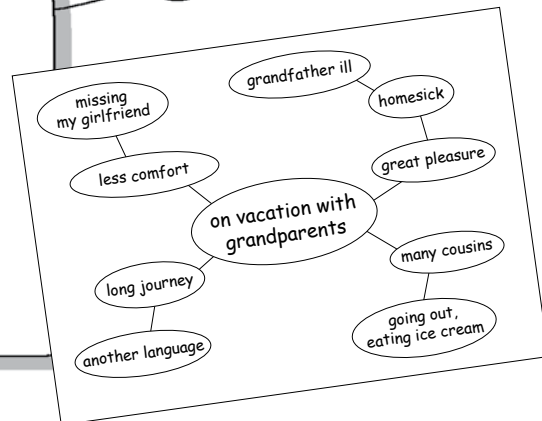 missing
my girlfriend
less comfort
grandfather ill
homesick
great pleasure
on vacation with
grandparents
long journey
another language
many cousins
going out,
eating ice cream